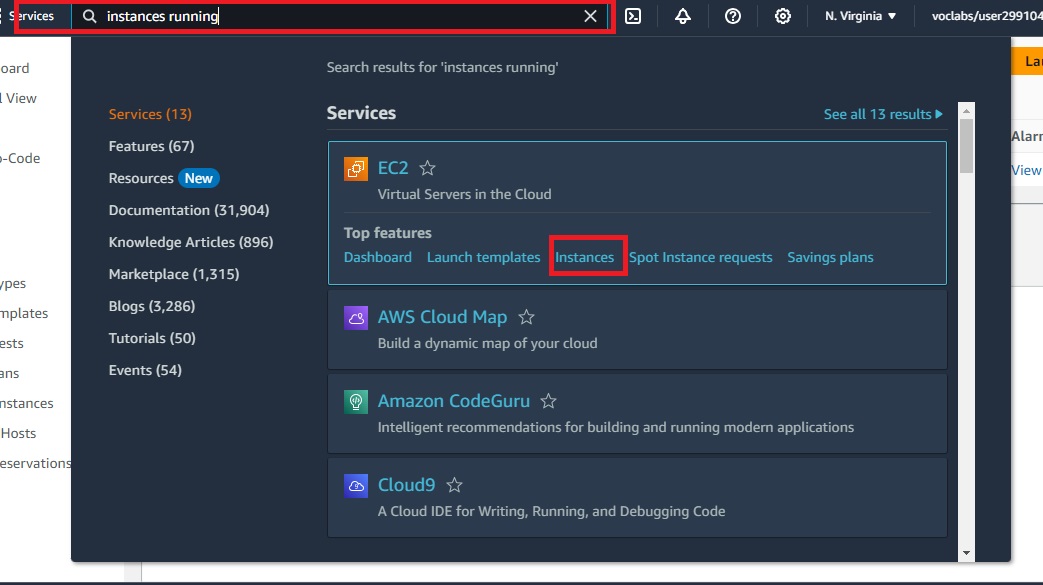 Services
instances running
N. Virginia
voclabs/user299104
oard
l View
o-Code
ypes
mplates
ests
ans
nstances
Hosts
eservations
Search results for 'instances running'
Services (13)
Features (67)
Resources New
Documentation (31,904)
Knowledge Articles (896)
Marketplace (1,315)
Blogs (3,286)
Tutorials (50)
Events (54)
Services
See all 13 results
EC2
Virtual Servers in the Cloud
Top features
Dashboard Launch templates Instances Spot Instance requests Savings plans
AWS Cloud Map
Build a dynamic map of your cloud
Amazon CodeGuru
Intelligent recommendations for building and running modern applications
Cloud9
A Cloud IDE for Writing, Running, and Debugging Code
Lau
Alarm
View